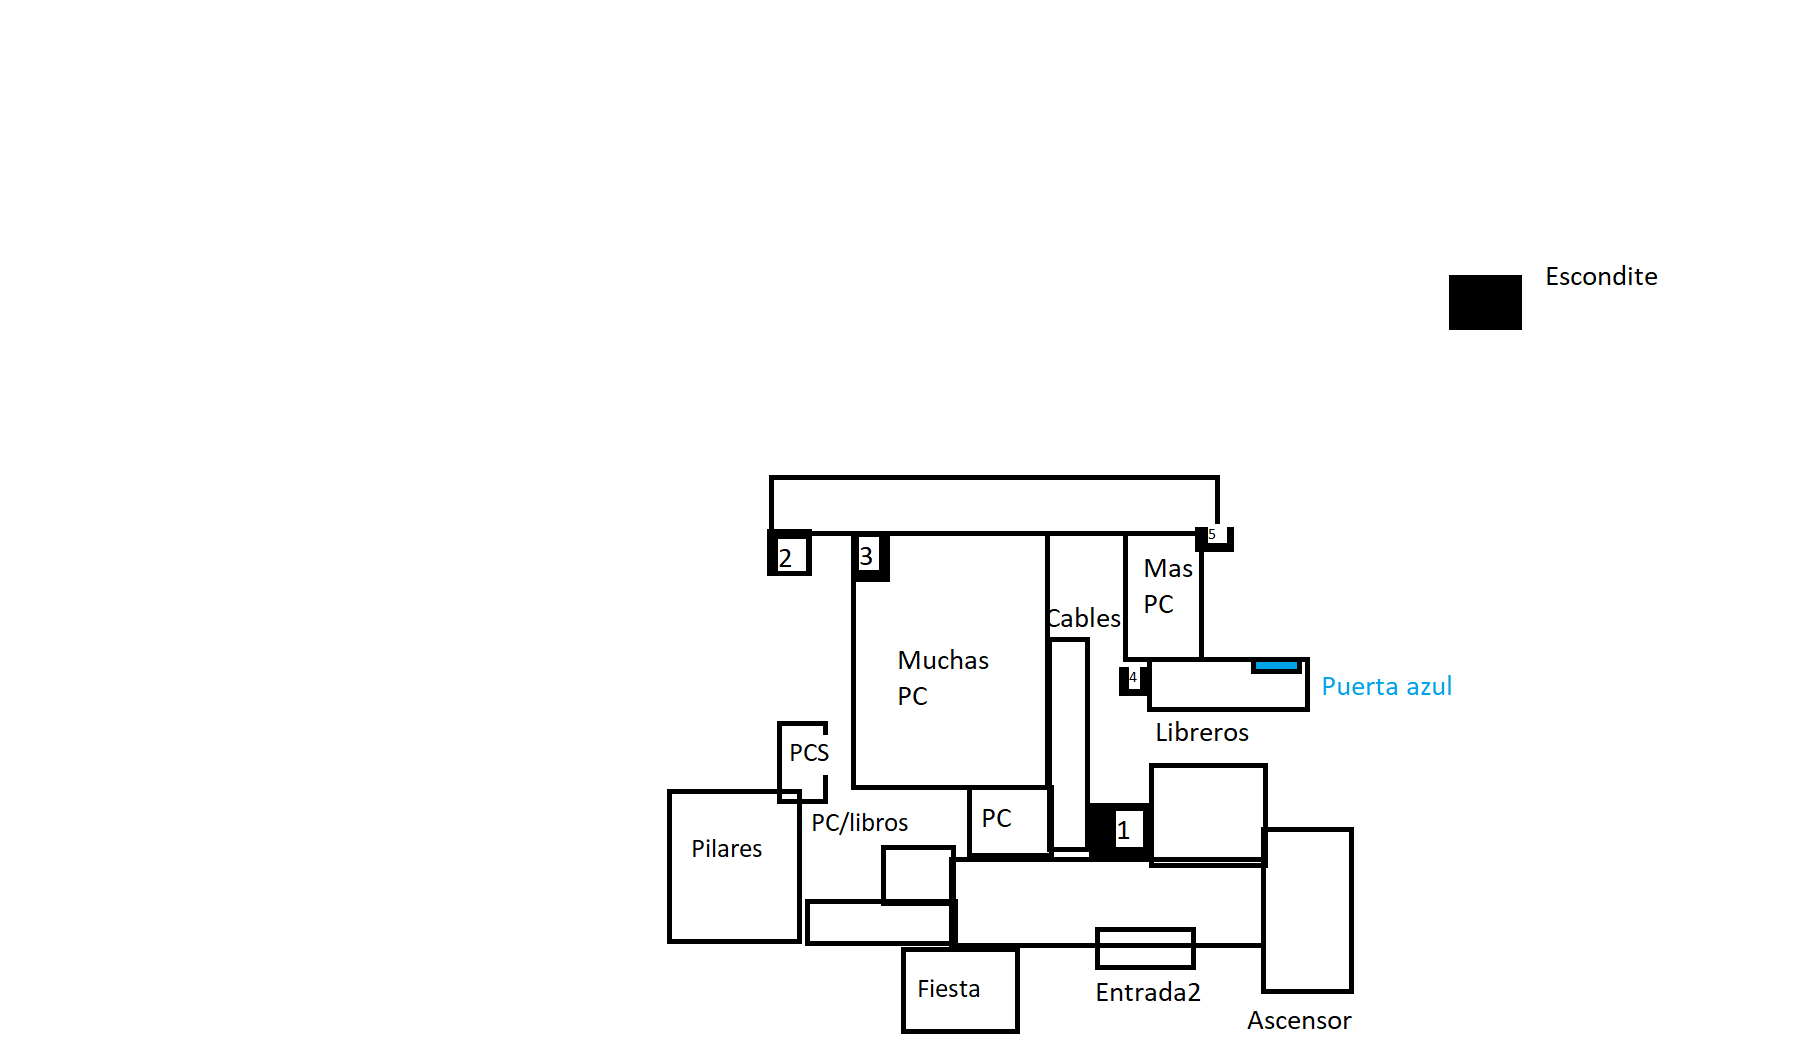 Escondite
5
2
3
Mas
PC
Cables
Muchas
PC
4
Puerta azul
Libreros
PCS
PC/libros
PC
1
Pilares
Fiesta
Entrada2
Ascensor